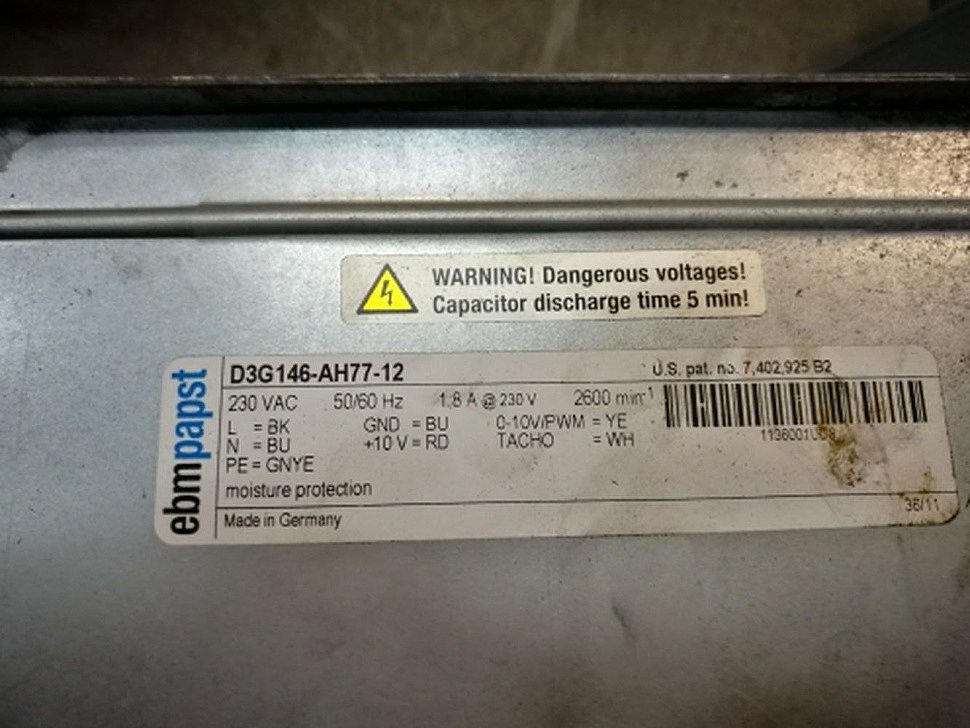 WARNING! Dangerous voltages!
Capacitor discharge time 5 min!
ebmpapst
D3G146-AH77-12
U.S. pat. no. 7,402,925 B2
230 VAC 50/60 Hz 1,8 A @ 230 V 2600 min-1
L = BK GND = BU 0-10V/PWM = YE
N = BU +10 V = RD TACHO = WH
PE = GNYE
moisture protection
36/11
Made in Germany